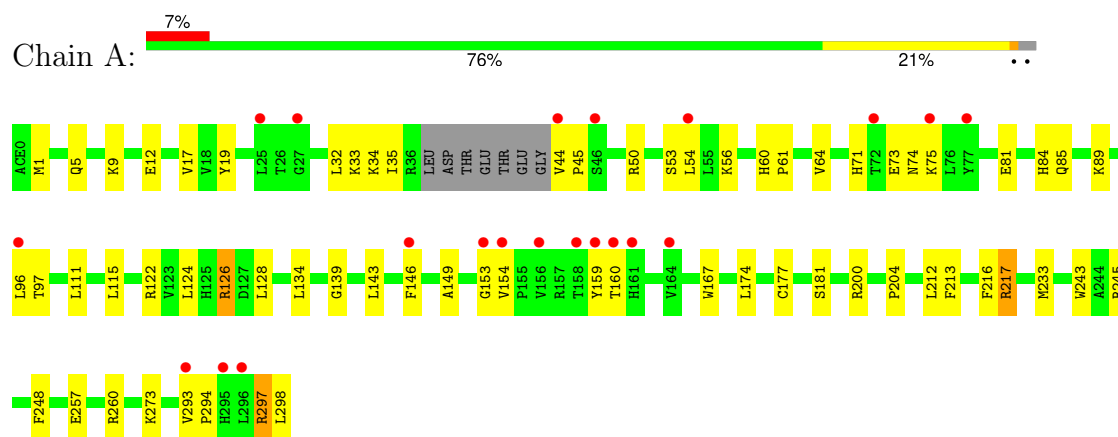 7%
Chain A:
76% 21% • •
ACE0 M1 Q5 K9 E12 V17 V18 Y19 L25 T26 G27 L32 K33 K34 I35 R36 LEU ASP THR GLU THR GLU GLY V44 P45 S46 R50 S53 L54 L55 K56 H60 P61 V64 H71 T72 E73 N74 K75 L76 Y77 E81 H84 Q85 K89
L96 T97 L111 L115 R122 V123 L124 H125 R126 D127 L128 L134 G139 L143 F146 A149 G153 V154 P155 V156 R157 T158 Y159 T160 H161 V164 W167 L174 C177 S181 R200 P204 L212 F213 F216 R217 M233 W243 A244
F248 E257 R260 K273 V293 P294 H295 L296 R297 L298